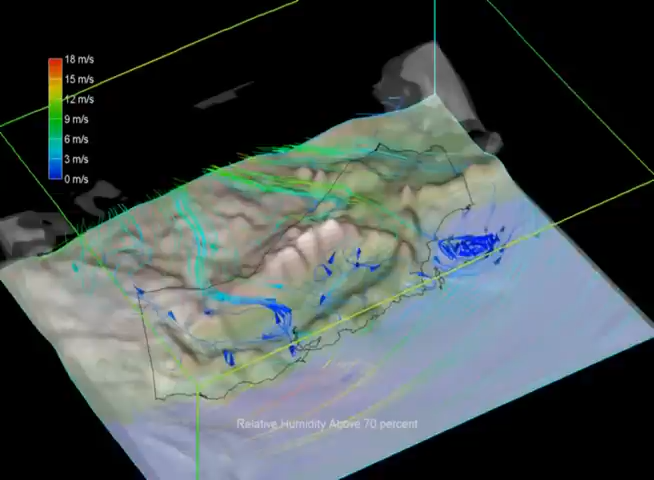 18 m/s
15 m/s
12 m/s
9 m/s
6 m/s
3 m/s
0 m/s
Relative Humidity Above 70 percent